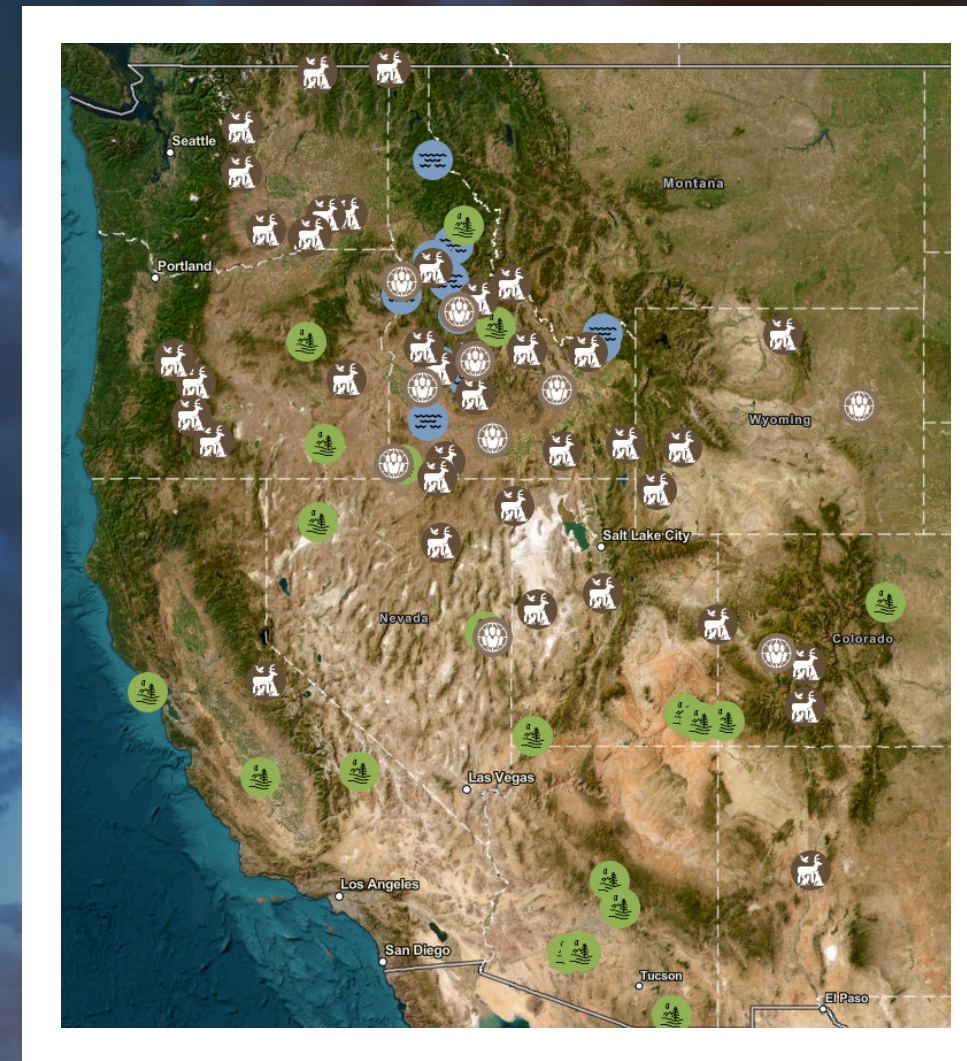 Seattle
Montana
Portland
Wyoming
Salt Lake City
Nevada
Colorado
Las Vegas
Los Angeles
San Diego
Tucson
El Paso